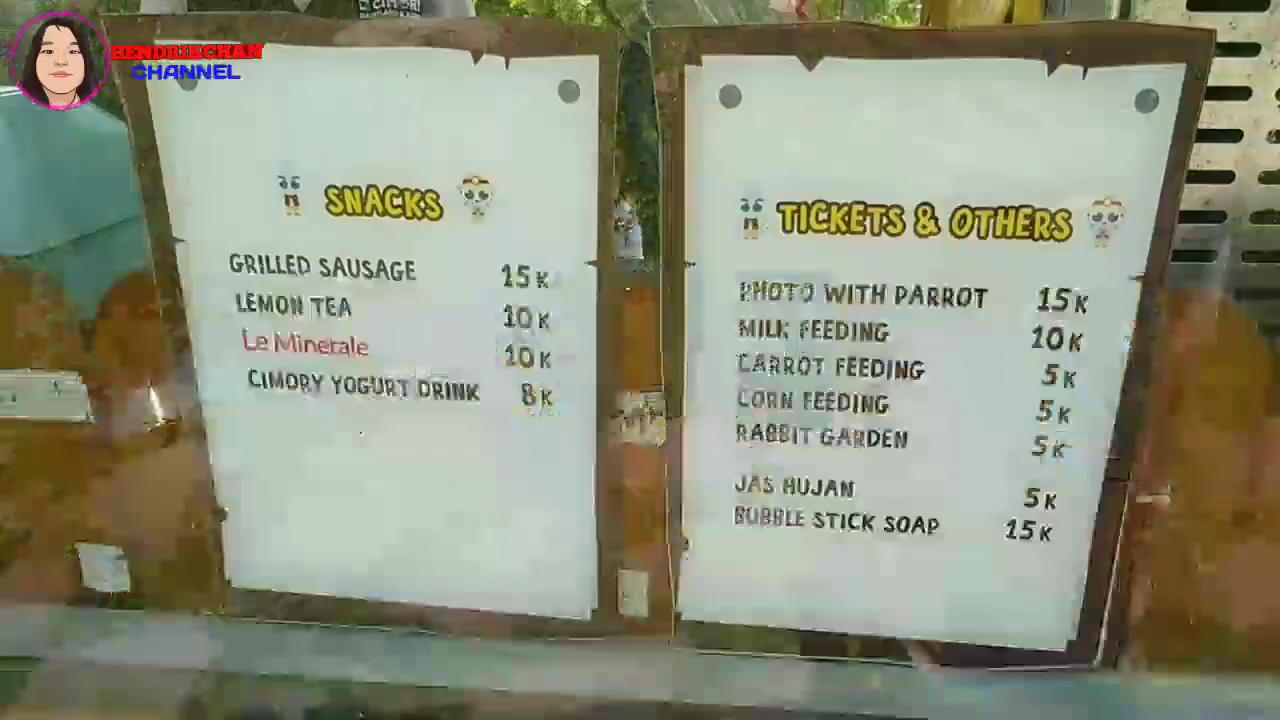 CIMORI
HENDRIKCHAN
CHANNEL
SNACKS
GRILLED SAUSAGE 15K
LEMON TEA 10K
Le Minerale 10K
CIMORY YOGURT DRINK 8K
TICKETS & OTHERS
PHOTO WITH PARROT 15K
MILK FEEDING 10K
CARROT FEEDING 5K
CORN FEEDING 5K
RABBIT GARDEN 5K
JAS HUJAN 5K
BUBBLE STICK SOAP 15K